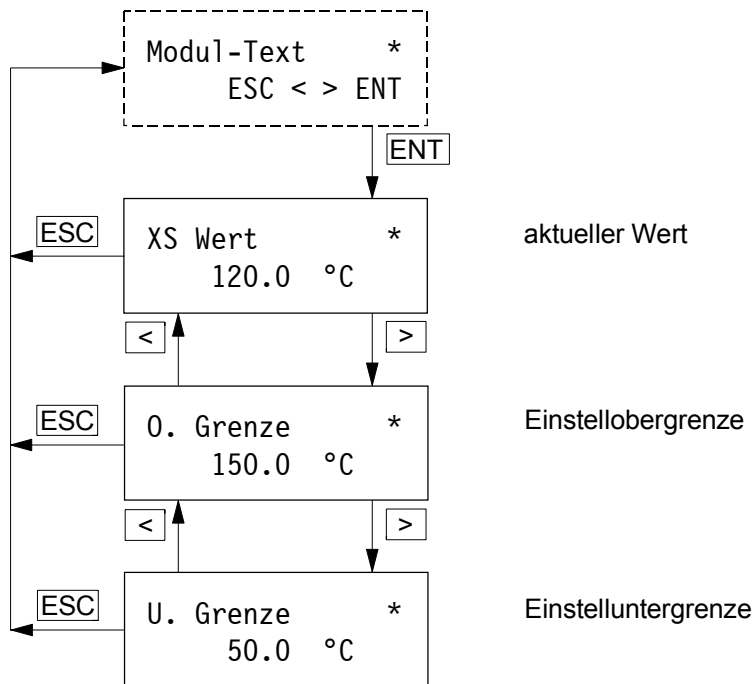 Modul-Text *
ESC < > ENT
ENT
ESC
XS Wert *
120.0 °C
aktueller Wert
<
>
ESC
O. Grenze *
150.0 °C
Einstellobergrenze
<
>
ESC
U. Grenze *
50.0 °C
Einstelluntergrenze